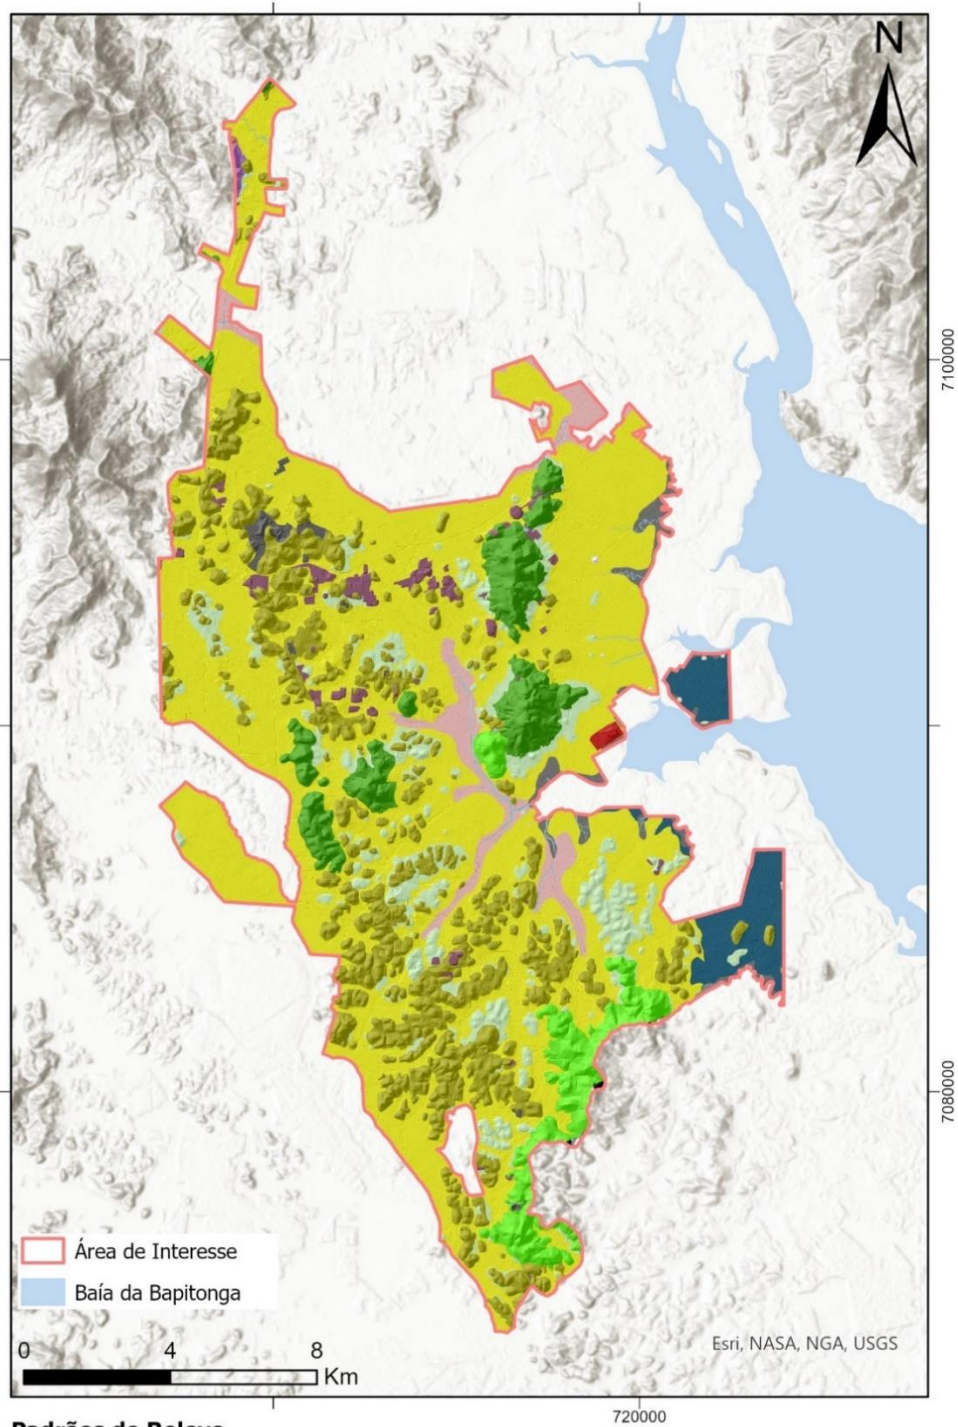 N
7100000
7080000
Área de Interesse
Baía da Bapitonga
Esri, NASA, NGA, USGS
0 4 8
Km
720000